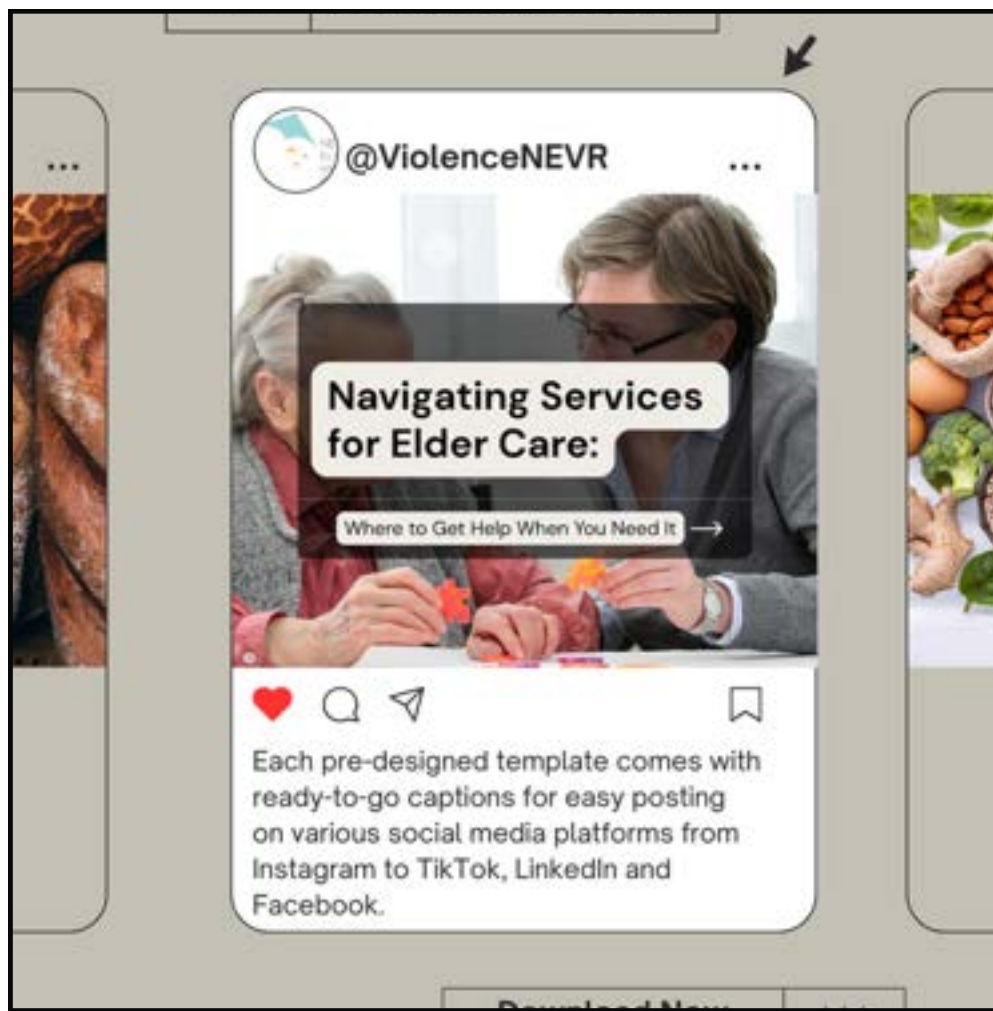 @ViolenceNEVR
Navigating Services
for Elder Care:
Where to Get Help When You Need It
Each pre-designed template comes with
ready-to-go captions for easy posting
on various social media platforms from
Instagram to TikTok, LinkedIn and
Facebook.
Download Now